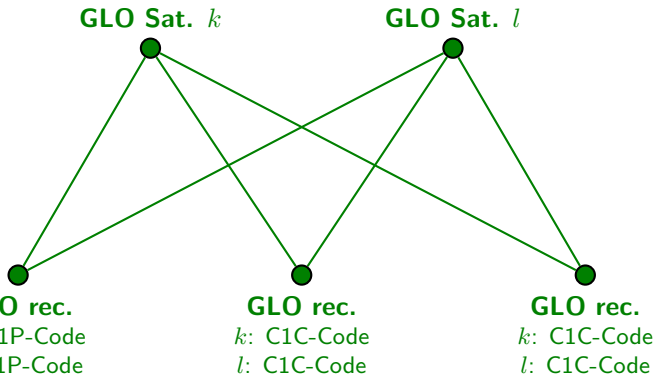 GLO Sat. k
GLO Sat. l
O rec.
1P-Code
1P-Code
GLO rec.
k: C1C-Code
l: C1C-Code
GLO rec.
k: C1C-Code
l: C1C-Code